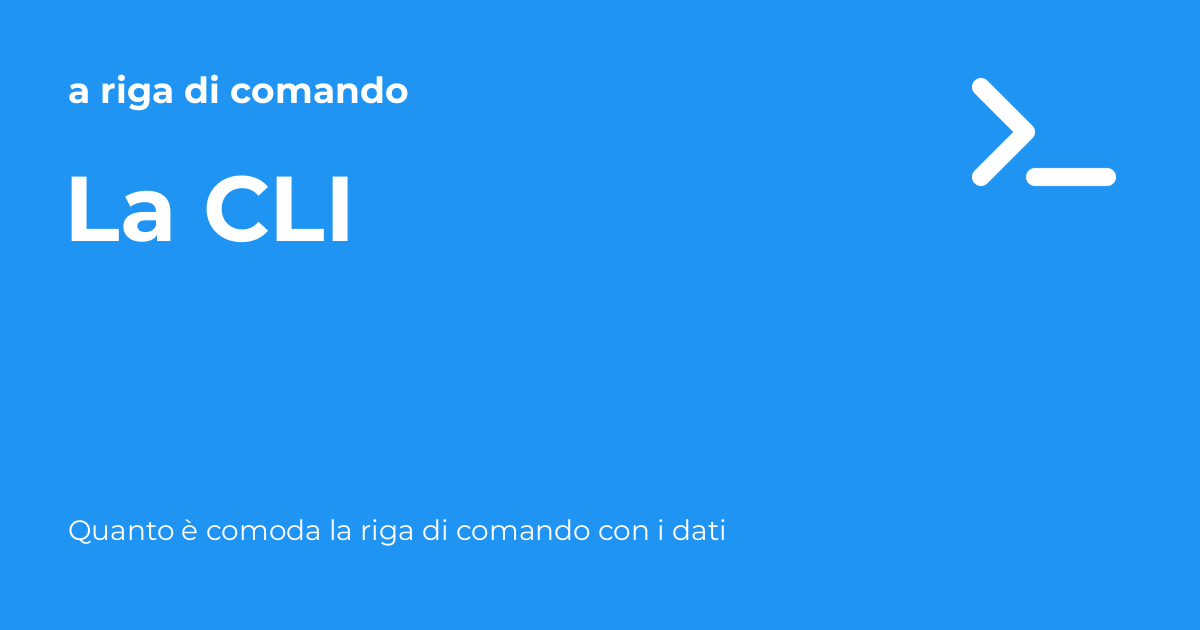 a riga di comando
La CLI
Quanto è comoda la riga di comando con i dati